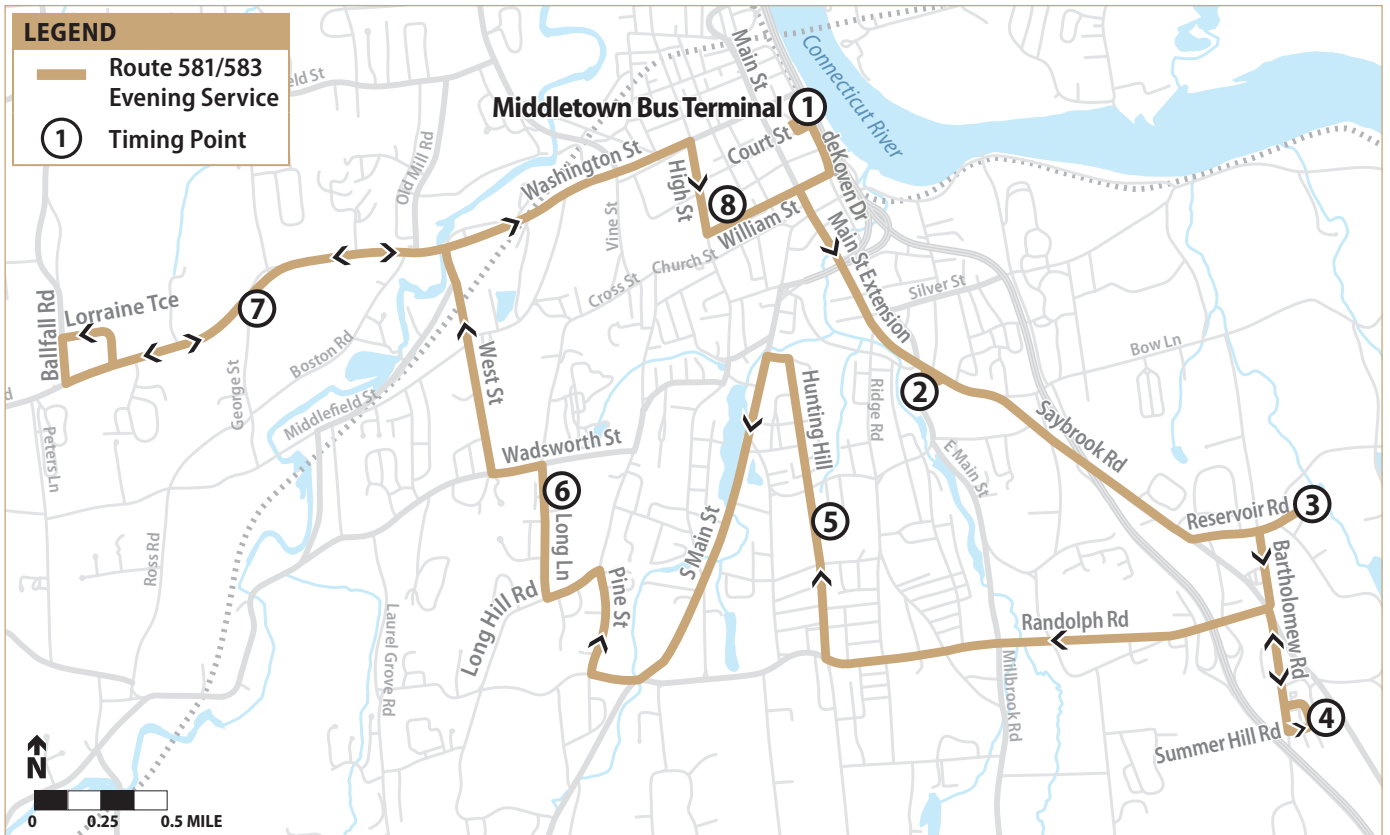 LEGEND
Route 581/583
Evening Service
1
Timing Point
eld St
Main St
Connecticut River
Middletown Bus Terminal
1
Court St
deKoven Dr
Old Mill Rd
Washington St
High St
8
William St
Vine St
Church St
Cross St
Main St Extension
Silver St
Lorraine Tce
Ballfall Rd
7
George St
Boston Rd
Middlefield St
West St
Hunting Hill
Ridge Rd
2
Bow Ln
Saybrook Rd
Peters Ln
d
Wadsworth St
E Main St
6
5
Reservoir Rd
3
Ross Rd
Long Ln
S Main St
Bartholomew Rd
Pine St
Long Hill Rd
Laurel Grove Rd
Randolph Rd
Millbrook Rd
4
Summer Hill Rd
N
0
0.25
0.5 MILE